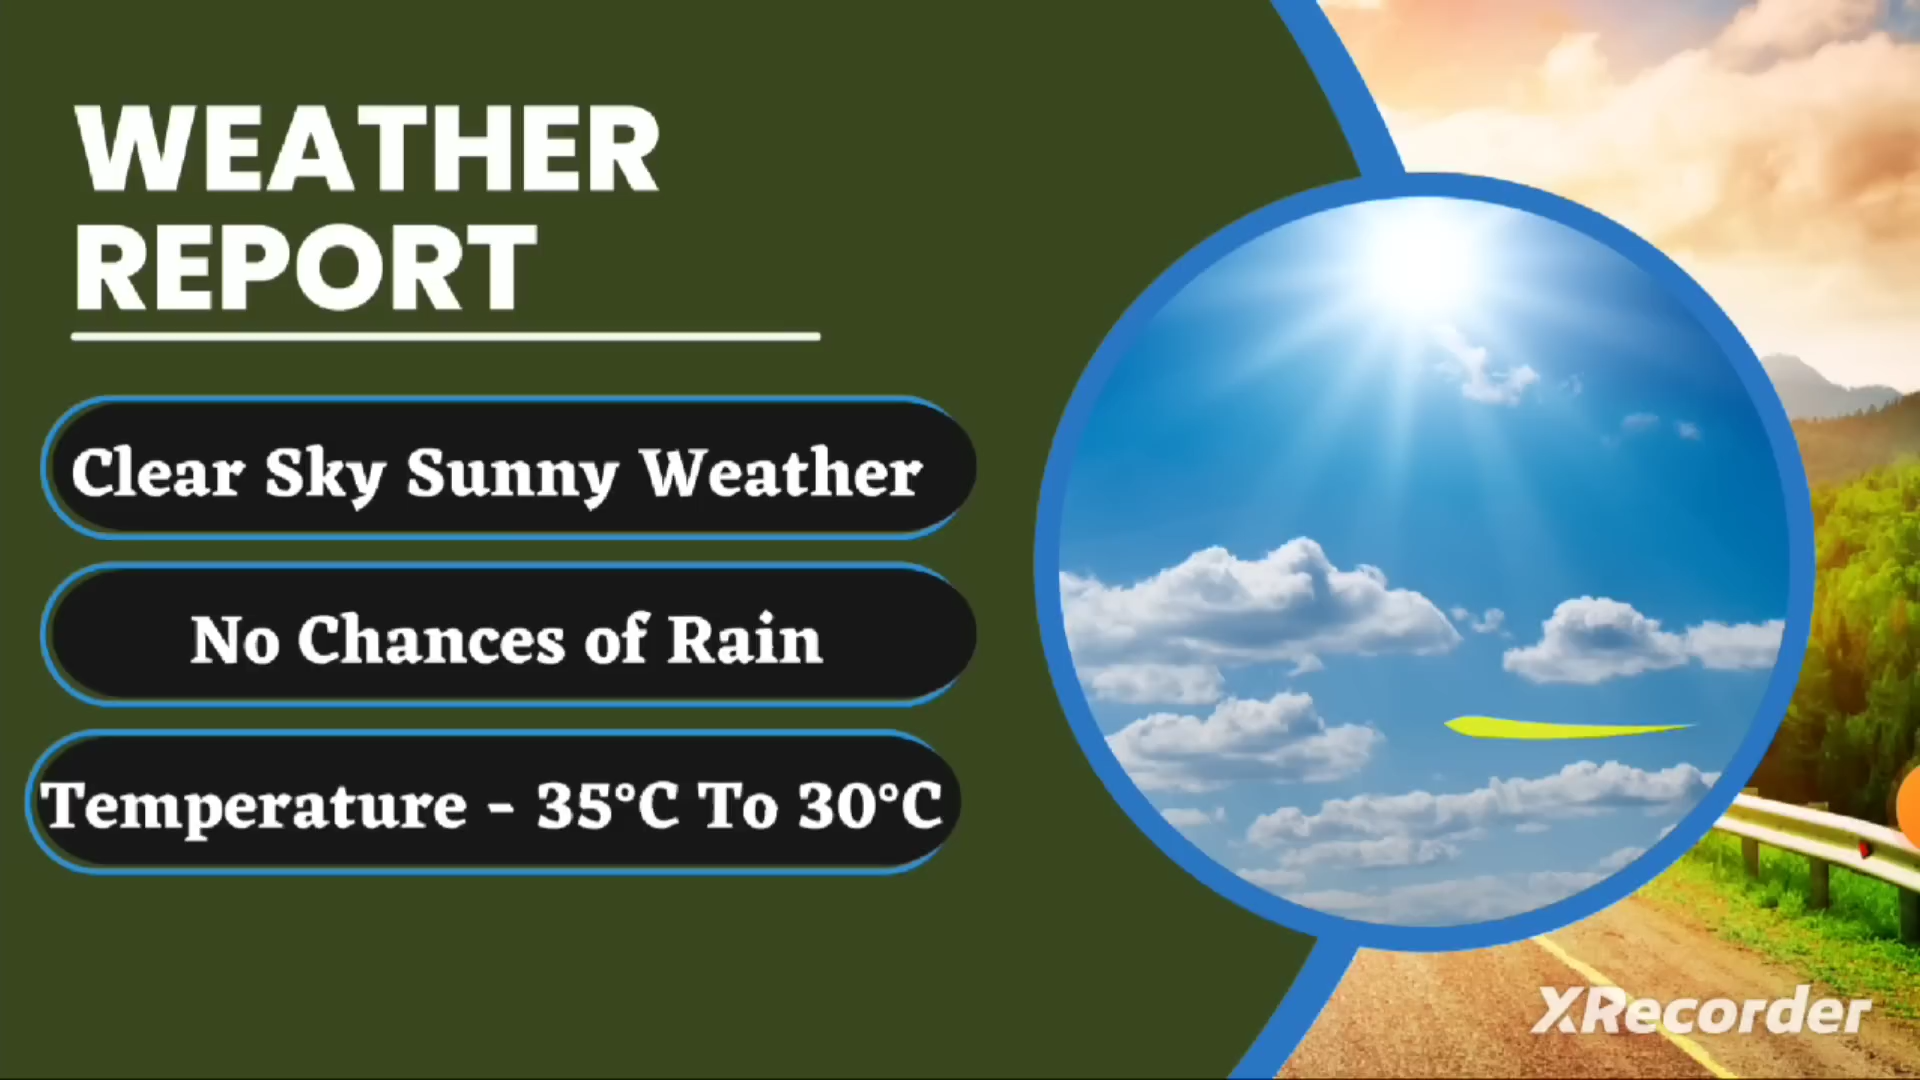 WEATHER
REPORT
Clear Sky Sunny Weather
No Chances of Rain
Temperature - 35°C To 30°C
XRecorder